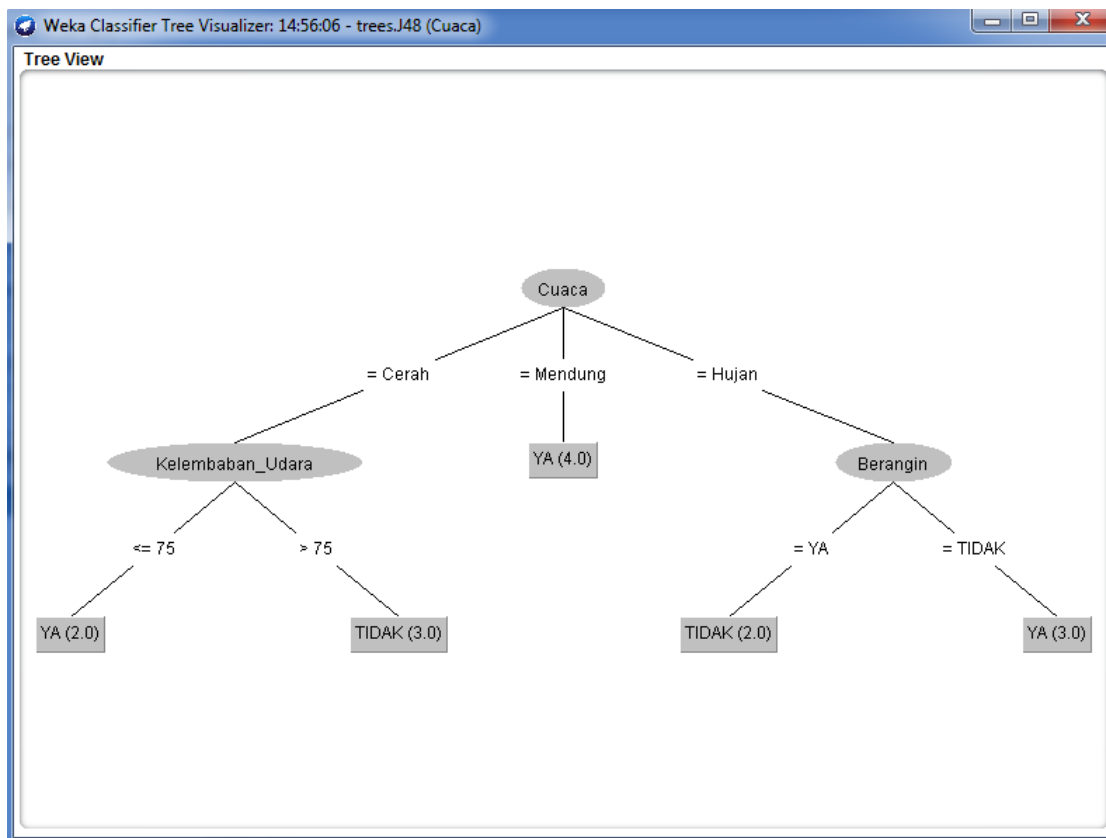 Weka Classifier Tree Visualizer: 14:56:06 - trees.J48 (Cuaca)
Tree View
Cuaca
= Cerah
= Mendung
= Hujan
Kelembaban_Udara
YA (4.0)
Berangin
<= 75
> 75
= YA
= TIDAK
YA (2.0)
TIDAK (3.0)
TIDAK (2.0)
YA (3.0)